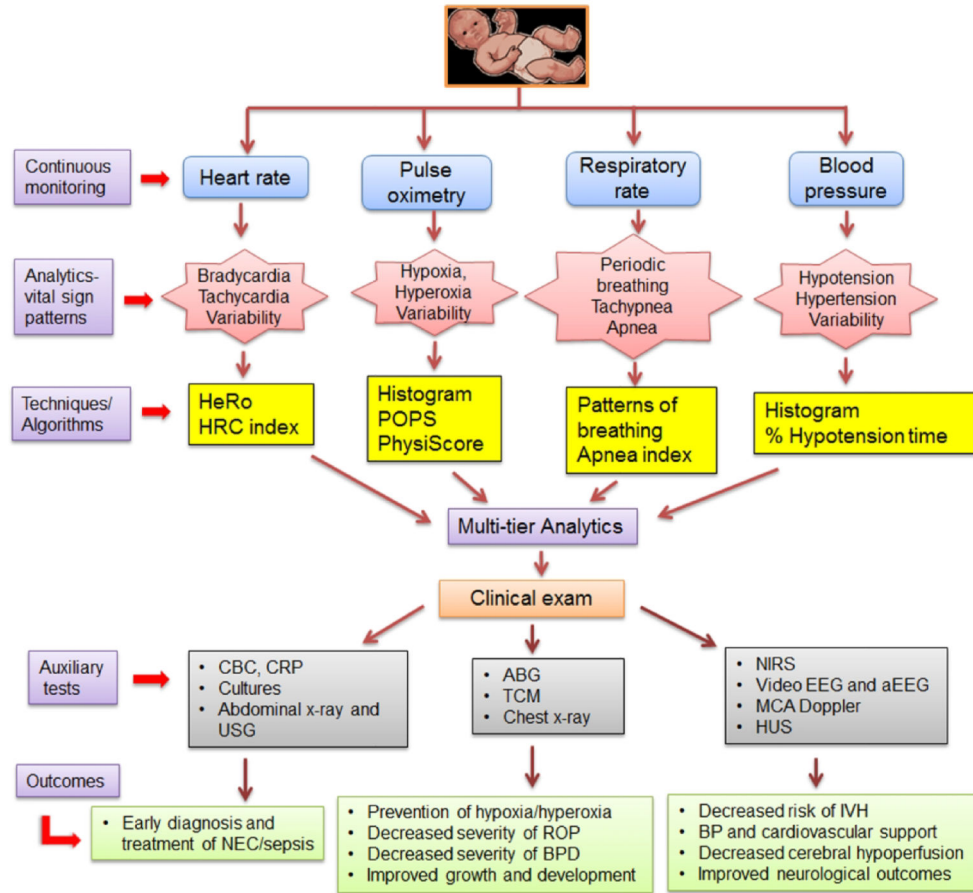 Continuous
monitoring
Heart rate
Pulse
oximetry
Respiratory
rate
Blood
pressure
Analytics-
vital sign
patterns
Bradycardia
Tachycardia
Variability
Hypoxia,
Hyperoxia
Variability
Periodic
breathing
Tachypnea
Apnea
Hypotension
Hypertension
Variability
Techniques/
Algorithms
HeRo
HRC index
Histogram
POPS
PhysiScore
Patterns of
breathing
Apnea index
Histogram
% Hypotension time
Multi-tier Analytics
Clinical exam
Auxiliary
tests
• CBC, CRP
• Cultures
• Abdominal x-ray and
USG
• ABG
• TCM
• Chest x-ray
• NIRS
• Video EEG and aEEG
• MCA Doppler
• HUS
Outcomes
• Early diagnosis and
treatment of NEC/sepsis
• Prevention of hypoxia/hyperoxia
• Decreased severity of ROP
• Decreased severity of BPD
• Improved growth and development
• Decreased risk of IVH
• BP and cardiovascular support
• Decreased cerebral hypoperfusion
• Improved neurological outcomes